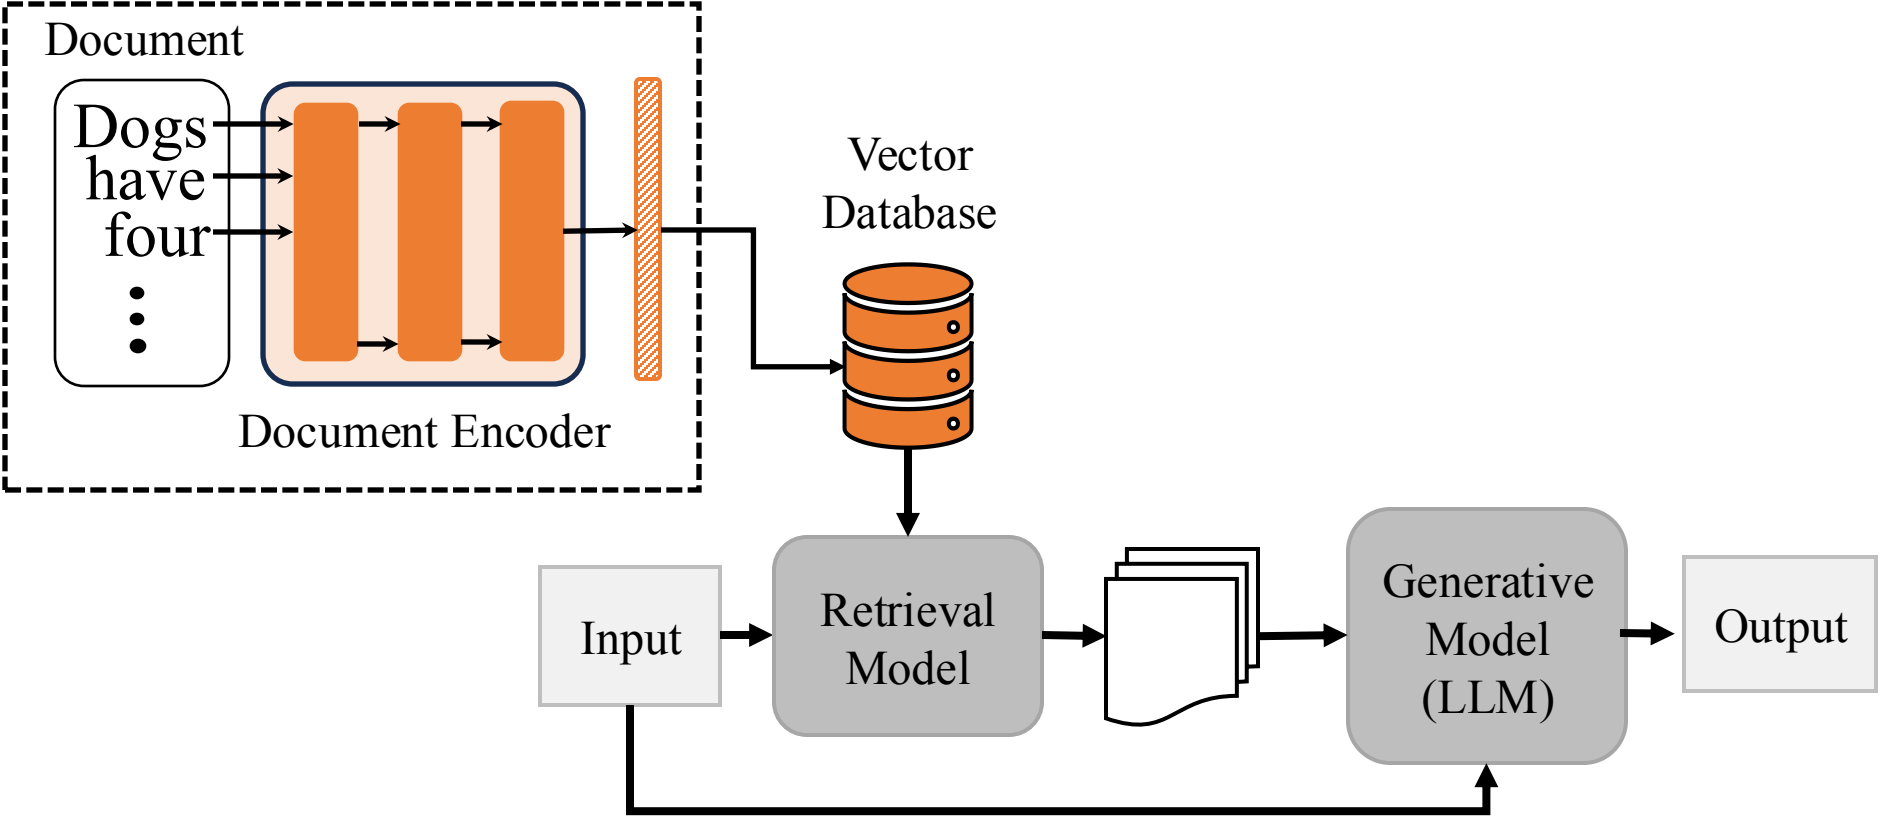 Document
Dogs
have
four
Document Encoder
Vector
Database
Input
Retrieval
Model
Generative
Model
(LLM)
Output